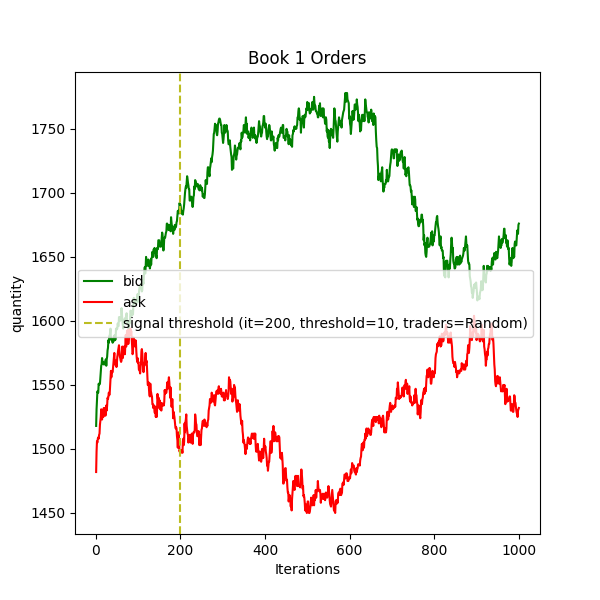 Book 1 Orders
quantity
1750
1700
1650
1600
1550
1500
1450
bid
ask
signal threshold (it=200, threshold=10, traders=Random)
0 200 400 600 800 1000
Iterations